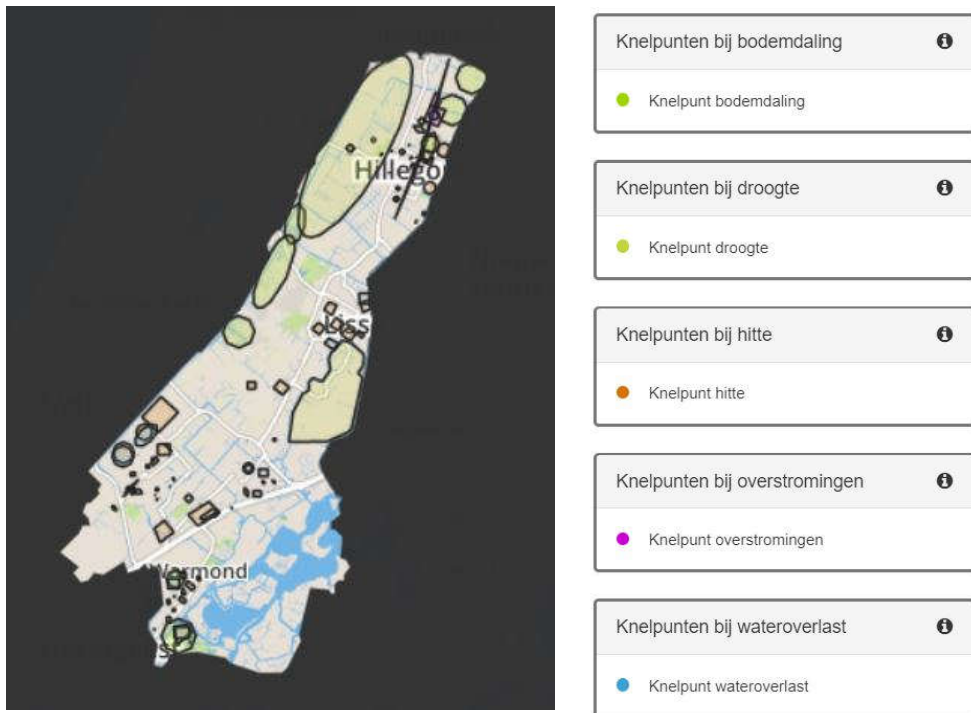 Hillego
Liss
Warmond
Knelpunten bij bodemdaling
Knelpunt bodemdaling
Knelpunten bij droogte
Knelpunt droogte
Knelpunten bij hitte
Knelpunt hitte
Knelpunten bij overstromingen
Knelpunt overstromingen
Knelpunten bij wateroverlast
Knelpunt wateroverlast